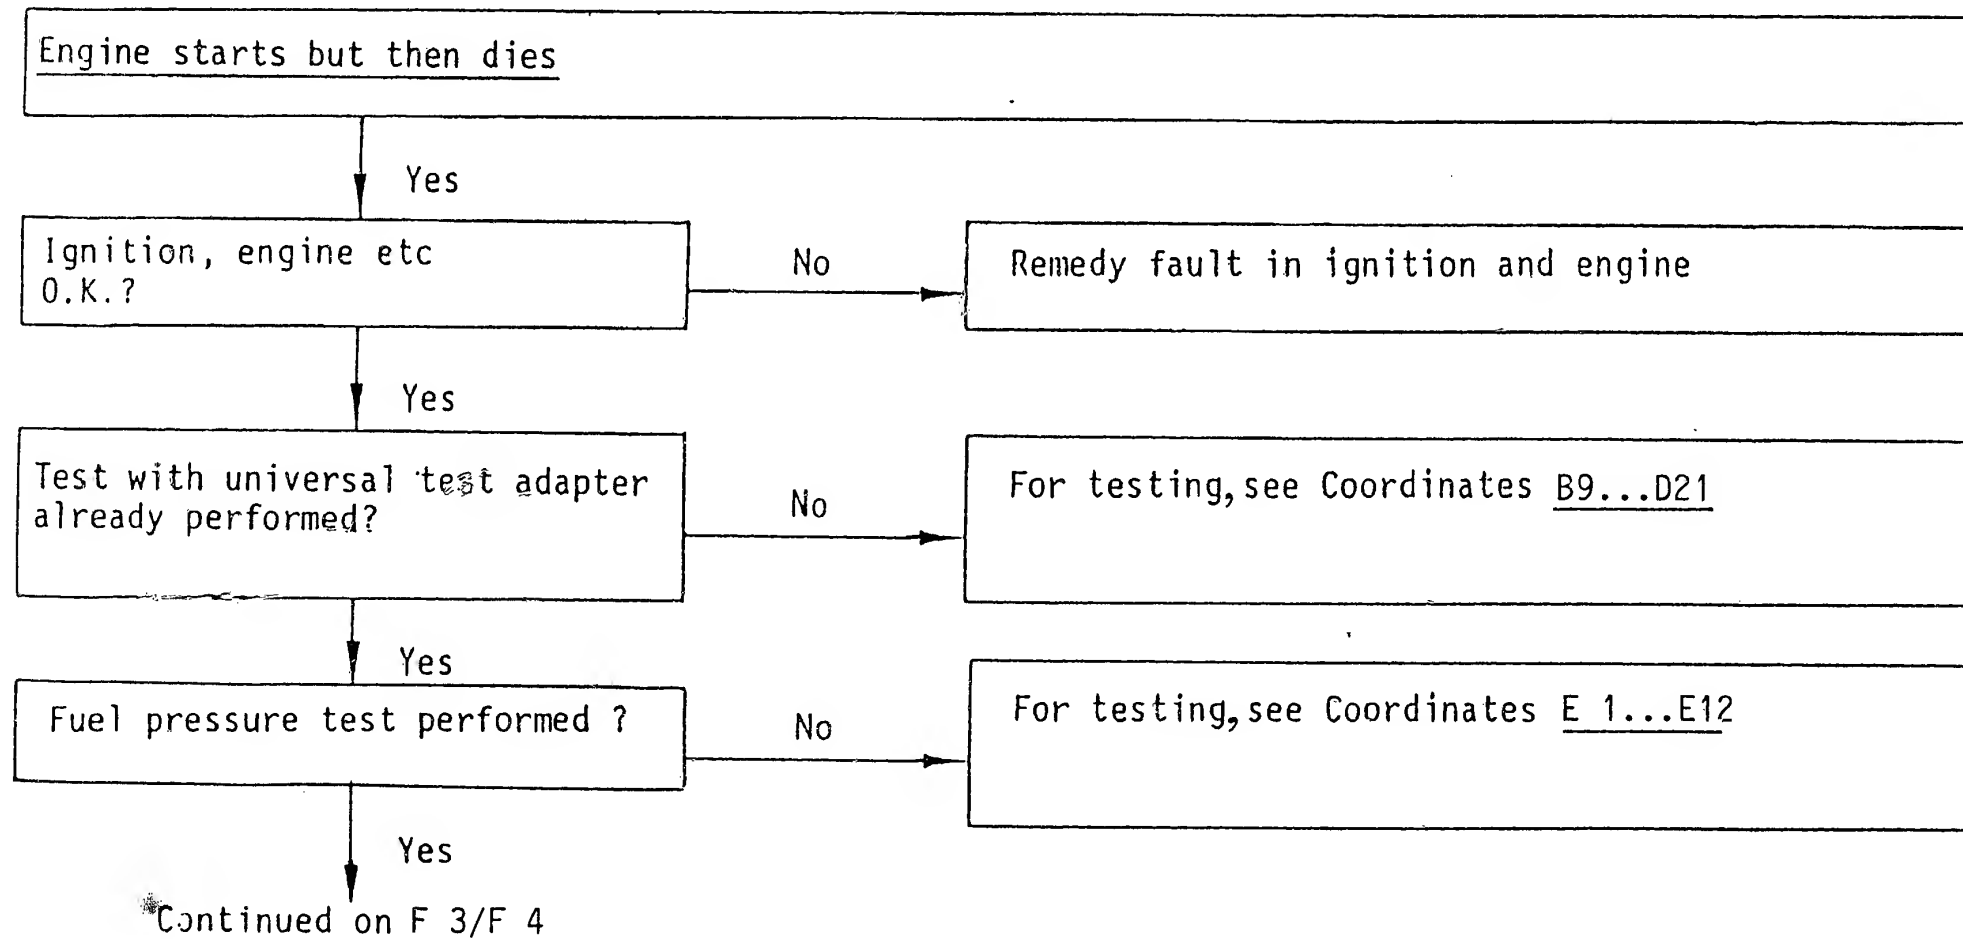 Engine starts but then dies
Yes
Ignition, engine etc
O.K.?
No
Remedy fault in ignition and engine
Yes
Test with universal test adapter
already performed?
No
For testing, see Coordinates B9...D21
Yes
Fuel pressure test performed ?
No
For testing, see Coordinates E 1...E12
Yes
Continued on F 3/F 4